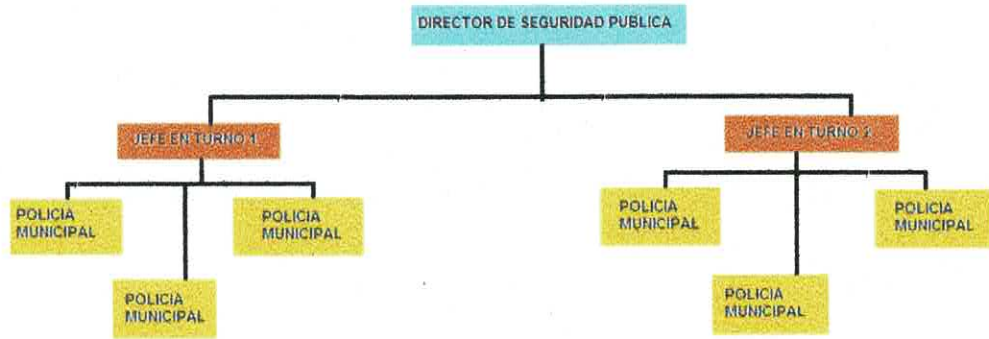 DIRECTOR DE SEGURIDAD PUBLICA
JEFE EN TURNO 1
JEFE EN TURNO 2
POLICIA
MUNICIPAL
POLICIA
MUNICIPAL
POLICIA
MUNICIPAL
POLICIA
MUNICIPAL
POLICIA
MUNICIPAL
POLICIA
MUNICIPAL